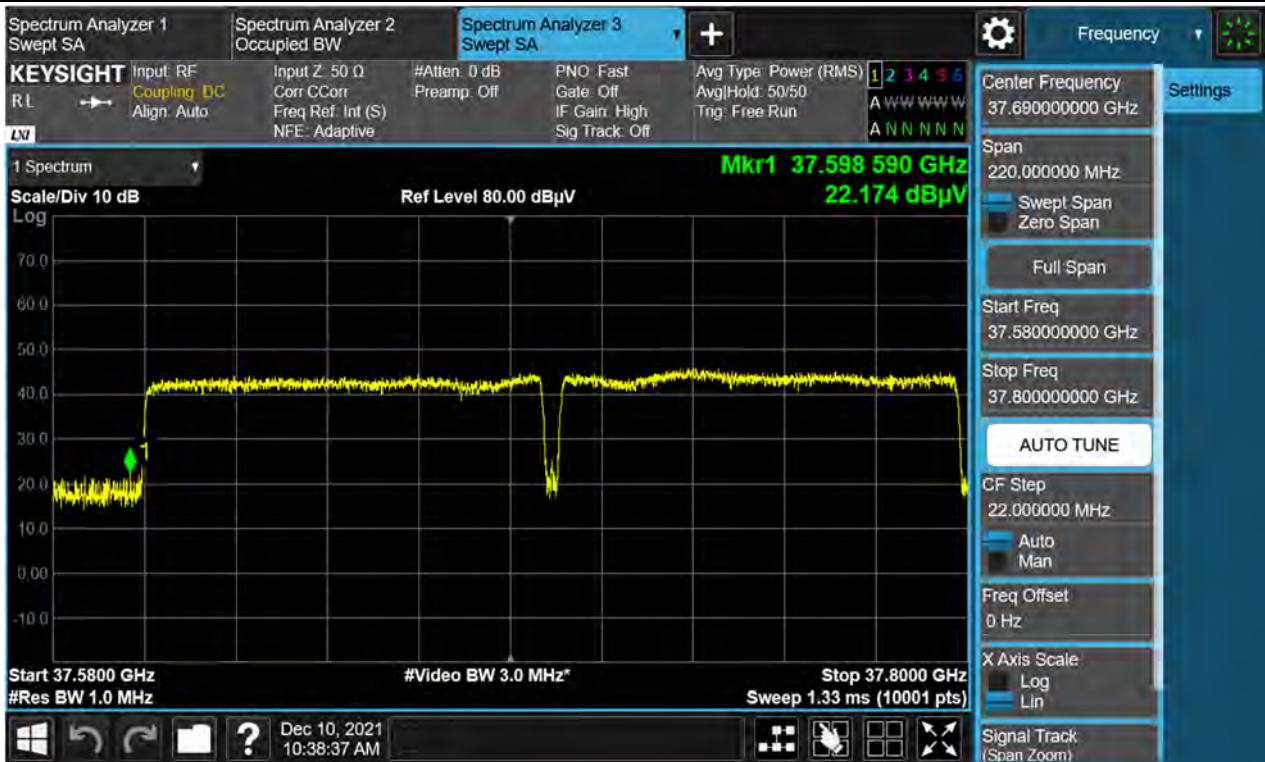 Spectrum Analyzer 1
Swept SA
Spectrum Analyzer 2
Occupied BW
Spectrum Analyzer 3
Swept SA
+
Frequency
KEYSIGHT
RL
LXI
Input: RF
Coupling: DC
Align: Auto
Input Z: 50 Ω
Corr CCorr
Freq Ref: Int (S)
NFE: Adaptive
#Atten: 0 dB
Preamp: Off
PNO: Fast
Gate: Off
IF Gain: High
Sig Track: Off
Avg Type: Power (RMS)
Avg|Hold: 50/50
Trig: Free Run
1 2 3 4 5 6
A W W W W W
A N N N N N
1 Spectrum
Scale/Div 10 dB
Ref Level 80.00 dBµV
Mkr1 37.598 590 GHz
22.174 dBµV
Log
70.0
60.0
50.0
40.0
30.0
20.0
10.0
0.00
-10.0
1
Start 37.5800 GHz
#Video BW 3.0 MHz*
Stop 37.8000 GHz
#Res BW 1.0 MHz
Sweep 1.33 ms (10001 pts)
Center Frequency
37.690000000 GHz
Settings
Span
220.000000 MHz
Swept Span
Zero Span
Full Span
Start Freq
37.580000000 GHz
Stop Freq
37.800000000 GHz
AUTO TUNE
CF Step
22.000000 MHz
Auto
Man
Freq Offset
0 Hz
X Axis Scale
Log
Lin
Signal Track
(Span Zoom)
?
Dec 10, 2021
10:38:37 AM